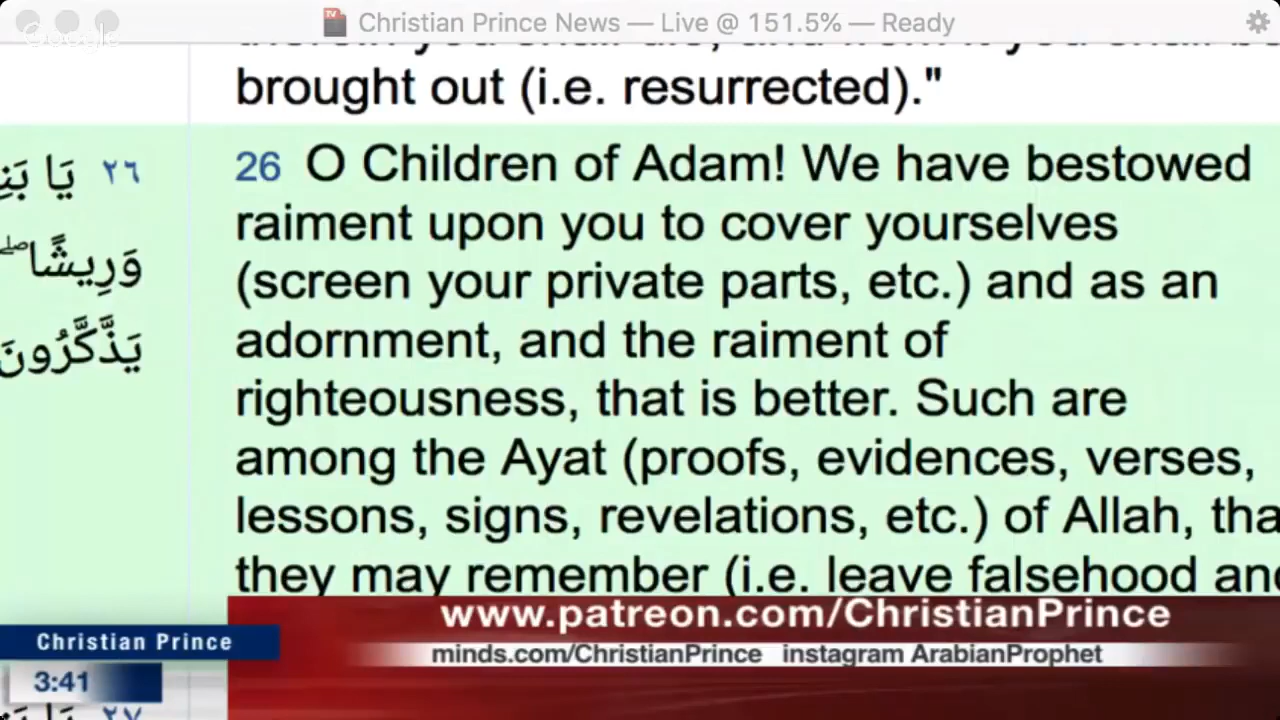 Christian Prince News — Live @ 151.5% — Ready
Google
brought out (i.e. resurrected)."
٢٦ يَا
26 O Children of Adam! We have bestowed
raiment upon you to cover yourselves
وَرِيشًا ۖ
(screen your private parts, etc.) and as an
adornment, and the raiment of
يَذَّكَّرُونَ
righteousness, that is better. Such are
among the Ayat (proofs, evidences, verses,
lessons, signs, revelations, etc.) of Allah,
they may remember (i.e. leave falsehood
www.patreon.com/ChristianPrince
Christian Prince
minds.com/ChristianPrince instagram ArabianProphet
3:41
٢٧ يَا